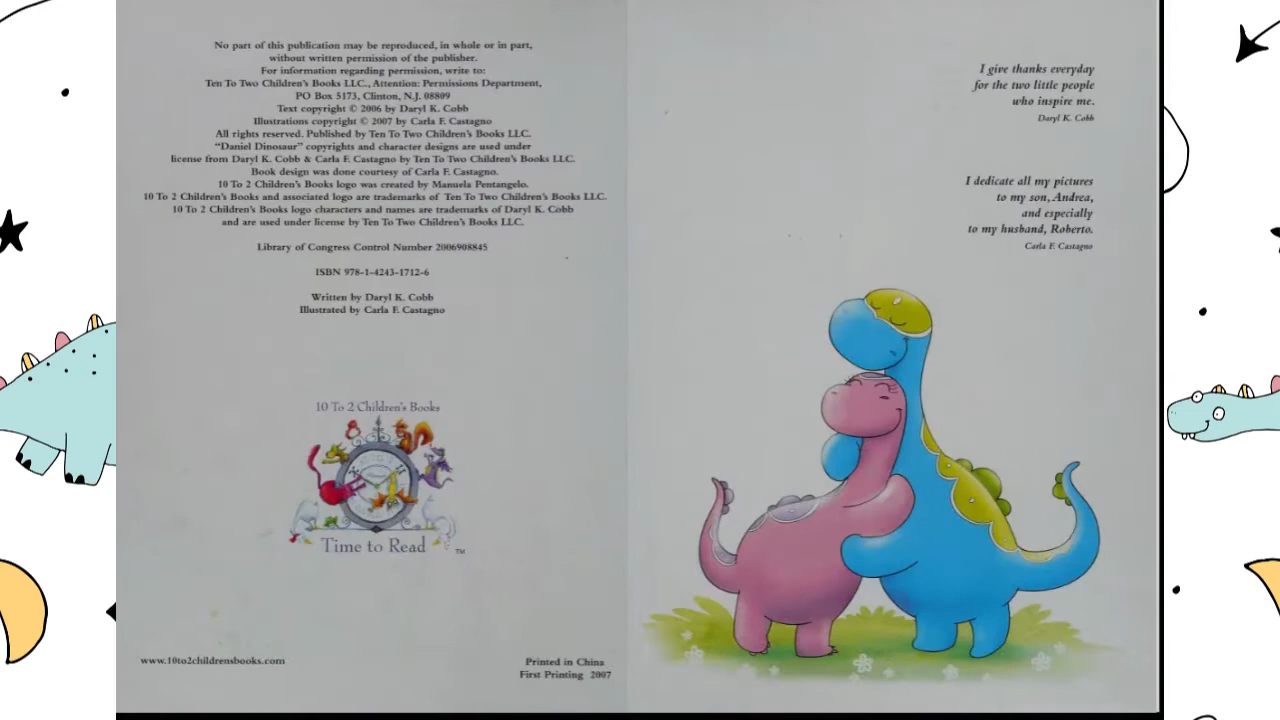 No part of this publication may be reproduced, in whole or in part,
without written permission of the publisher.
For information regarding permission, write to:
Ten To Two Children's Books LLC., Attention: Permissions Department,
PO Box 5173, Clinton, N.J. 08809
Text copyright © 2006 by Daryl K. Cobb
Illustrations copyright © 2007 by Carla F. Castagno
All rights reserved. Published by Ten To Two Children's Books LLC.
“Daniel Dinosaur” copyrights and character designs are used under
license from Daryl K. Cobb & Carla F. Castagno by Ten To Two Children's Books LLC.
Book design was done courtesy of Carla F. Castagno.
10 To 2 Children's Books logo was created by Manuela Pentangelo.
10 To 2 Children's Books and associated logo are trademarks of Ten To Two Children's Books LLC.
10 To 2 Children's Books logo characters and names are trademarks of Daryl K. Cobb
and are used under license by Ten To Two Children's Books LLC.
Library of Congress Control Number 2006908845
ISBN 978-1-4243-1712-6
Written by Daryl K. Cobb
Illustrated by Carla F. Castagno
10 To 2 Children's Books
Time to Read
TM
www.10to2childrensbooks.com
Printed in China
First Printing 2007
I give thanks everyday
for the two little people
who inspire me.
Daryl K. Cobb
I dedicate all my pictures
to my son, Andrea,
and especially
to my husband, Roberto.
Carla F. Castagno